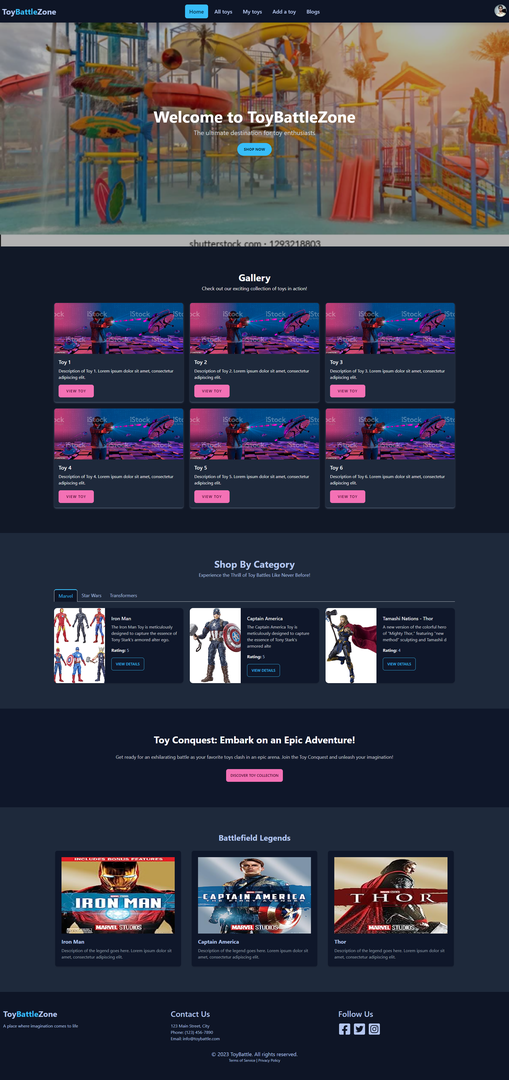 ToyBattleZone
Home All toys My toys Add a toy Blogs
Welcome to ToyBattleZone
The ultimate destination for toy enthusiasts.
SHOP NOW
shutterstock.com · 1293218803
Gallery
Check out our exciting collection of toys in action!
iStock iStock iStock
Toy 1
Description of Toy 1. Lorem ipsum dolor sit amet, consectetur
adipiscing elit.
VIEW TOY
Toy 2
Description of Toy 2. Lorem ipsum dolor sit amet, consectetur
adipiscing elit.
VIEW TOY
Toy 3
Description of Toy 3. Lorem ipsum dolor sit amet, consectetur
adipiscing elit.
VIEW TOY
iStock iStock iStock
Toy 4
Description of Toy 4. Lorem ipsum dolor sit amet, consectetur
adipiscing elit.
VIEW TOY
Toy 5
Description of Toy 5. Lorem ipsum dolor sit amet, consectetur
adipiscing elit.
VIEW TOY
Toy 6
Description of Toy 6. Lorem ipsum dolor sit amet, consectetur
adipiscing elit.
VIEW TOY
Shop By Category
Experience the Thrill of Toy Battles Like Never Before!
Marvel Star Wars Transformers
Iron Man
The Iron Man Toy is meticulously
designed to capture the essence of
Tony Stark's armored alter ego.
Rating: 5
VIEW DETAILS
Captain America
The Captain America Toy is
meticulously designed to capture
the essence of Tony Stark's
armored alte
Rating: 5
VIEW DETAILS
Tamashi Nations - Thor
A new version of the colorful hero
of "Mighty Thor," featuring "new
method" sculpting and Tamashii d
Rating: 4
VIEW DETAILS
Toy Conquest: Embark on an Epic Adventure!
Get ready for an exhilarating battle as your favorite toys clash in an epic arena. Join the Toy Conquest and unleash your imagination!
DISCOVER TOY COLLECTION
Battlefield Legends
INCLUDES BONUS FEATURES
IRON MAN
MARVEL STUDIOS
Iron Man
Description of the legend goes here. Lorem ipsum dolor sit
amet, consectetur adipiscing elit.
CAPTAIN AMERICA
MARVEL STUDIOS
Captain America
Description of the legend goes here. Lorem ipsum dolor sit
amet, consectetur adipiscing elit.
THOR
MARVEL STUDIOS
Thor
Description of the legend goes here. Lorem ipsum dolor sit
amet, consectetur adipiscing elit.
ToyBattleZone
A place where imagination comes to life
Contact Us
123 Main Street, City
Phone: (123) 456-7890
Email: info@toybattle.com
Follow Us
© 2023 ToyBattle. All rights reserved.
Terms of Service | Privacy Policy